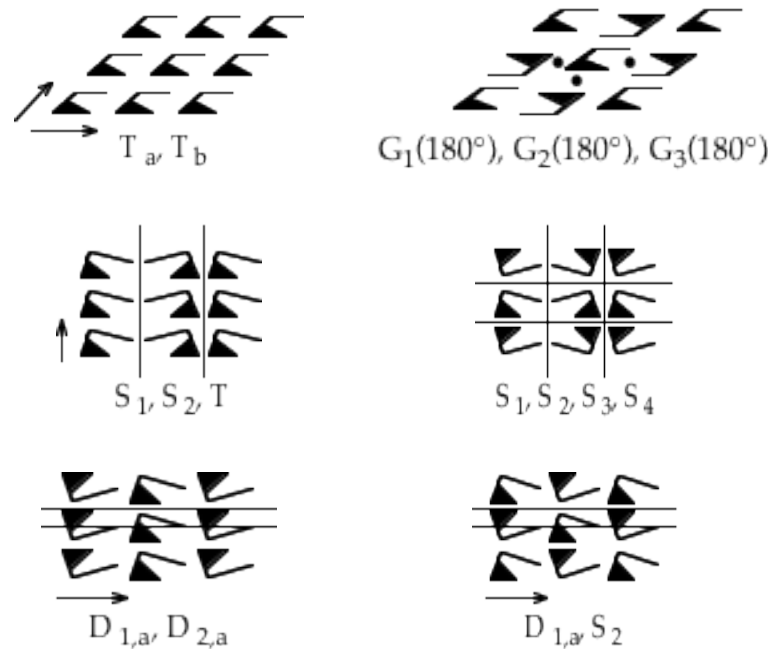 T a, T b
G1(180°), G2(180°), G3(180°)
S 1, S 2, T
S 1, S 2, S 3, S 4
D 1,a, D 2,a
D 1,a, S 2